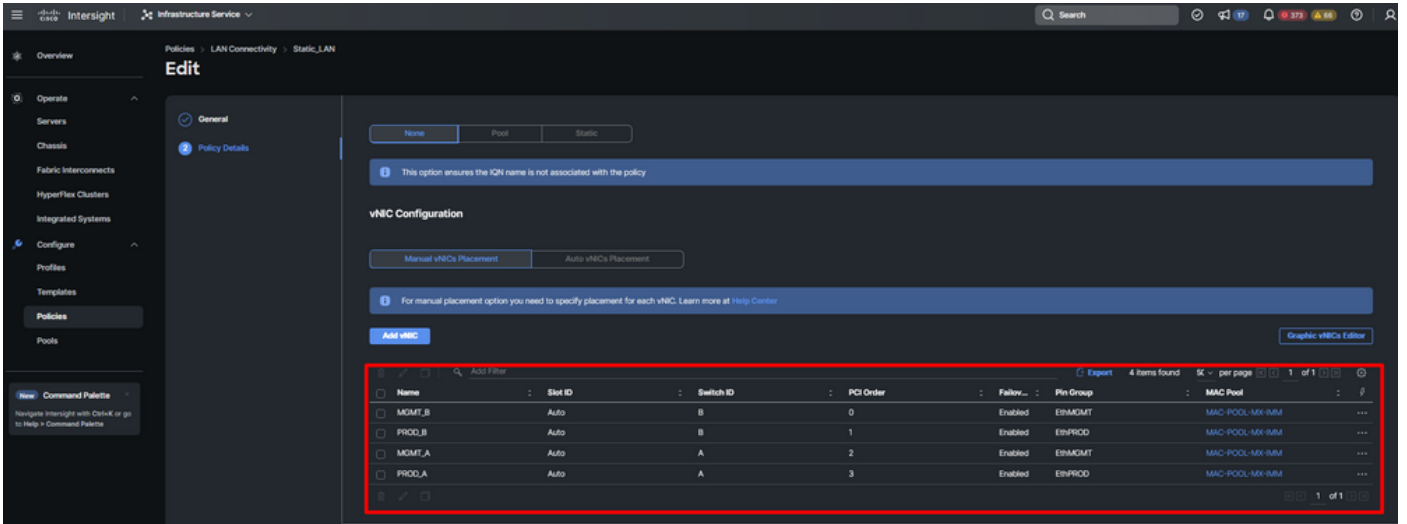 cisco Intersight Infrastructure Service Search 17 373 66
Overview
Policies > LAN Connectivity > Static_LAN
Edit
Operate
Servers
Chassis
Fabric Interconnects
HyperFlex Clusters
Integrated Systems
Configure
Profiles
Templates
Policies
Pools
New Command Palette
Navigate Intersight with Ctrl+K or go
to Help > Command Palette
General
2 Policy Details
None Pool Static
This option ensures the IQN name is not associated with the policy
vNIC Configuration
Manual vNICs Placement Auto vNICs Placement
For manual placement option you need to specify placement for each vNIC. Learn more at Help Center
Add vNIC Graphic vNICs Editor
Add Filter Export 4 items found per page 1 of 1
Name Slot ID Switch ID PCI Order Failov... Pin Group MAC Pool
MGMT_B Auto B 0 Enabled EthMGMT MAC-POOL-MX-IMM ...
PROD_B Auto B 1 Enabled EthPROD MAC-POOL-MX-IMM ...
MGMT_A Auto A 2 Enabled EthMGMT MAC-POOL-MX-IMM ...
PROD_A Auto A 3 Enabled EthPROD MAC-POOL-MX-IMM ...
1 of 1